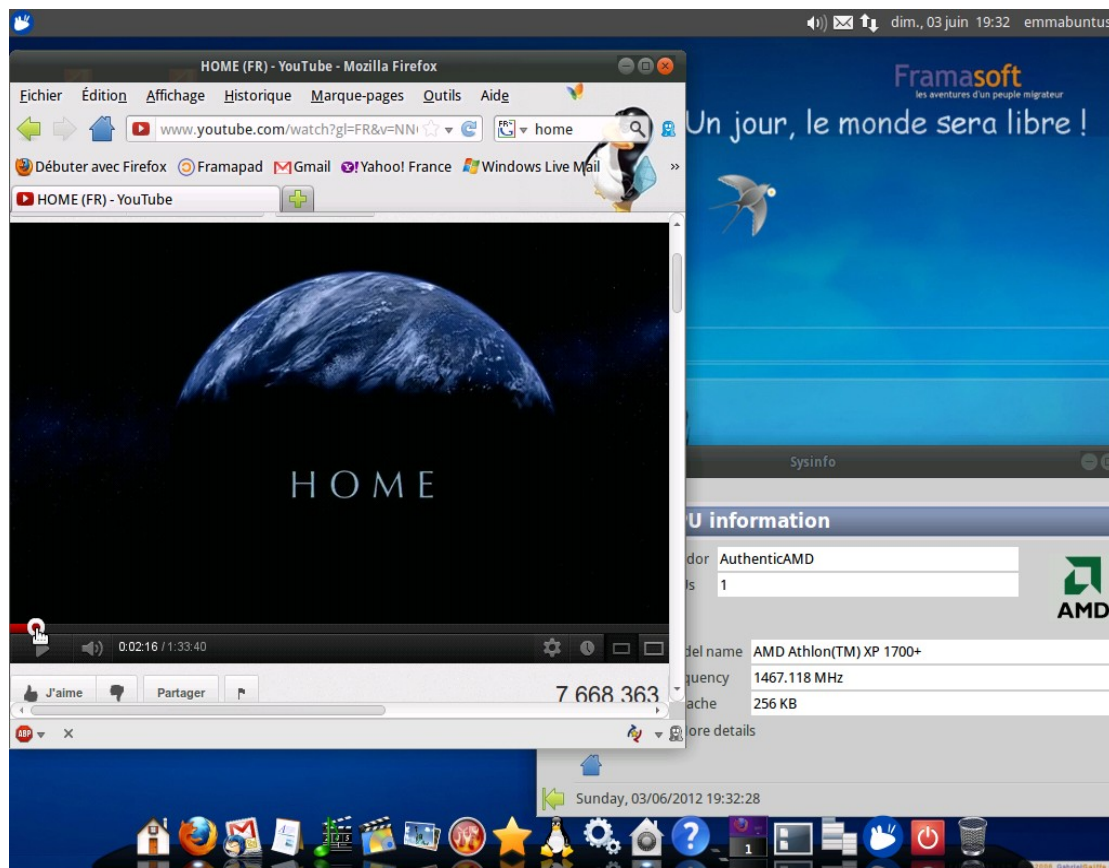 dim., 03 juin 19:32 emmabuntus
HOME (FR) - YouTube - Mozilla Firefox
Fichier Édition Affichage Historique Marque-pages Outils Aide
www.youtube.com/watch?gl=FR&v=NN
home
Débuter avec Firefox Framapad Gmail Yahoo! France Windows Live Mail »
HOME (FR) - YouTube
HOME
0:02:16 / 1:33:40
J'aime Partager
7 668 363
ABP
Framasoft
les aventures d'un peuple migrateur
Un jour, le monde sera libre !
Sysinfo
U information
dor AuthenticAMD
1
AMD
del name AMD Athlon(TM) XP 1700+
quency 1467.118 MHz
ache 256 KB
ore details
Sunday, 03/06/2012 19:32:28
1